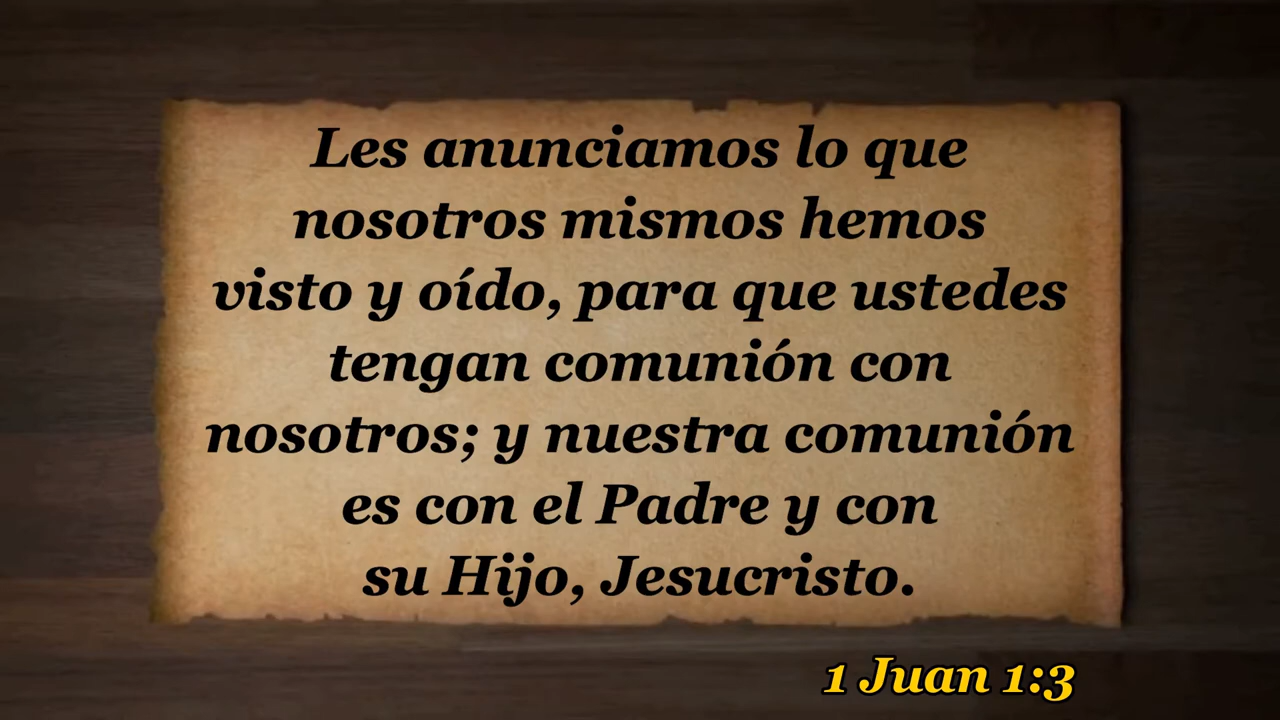 Les anunciamos lo que
nosotros mismos hemos
visto y oído, para que ustedes
tengan comunión con
nosotros; y nuestra comunión
es con el Padre y con
su Hijo, Jesucristo.
1 Juan 1:3